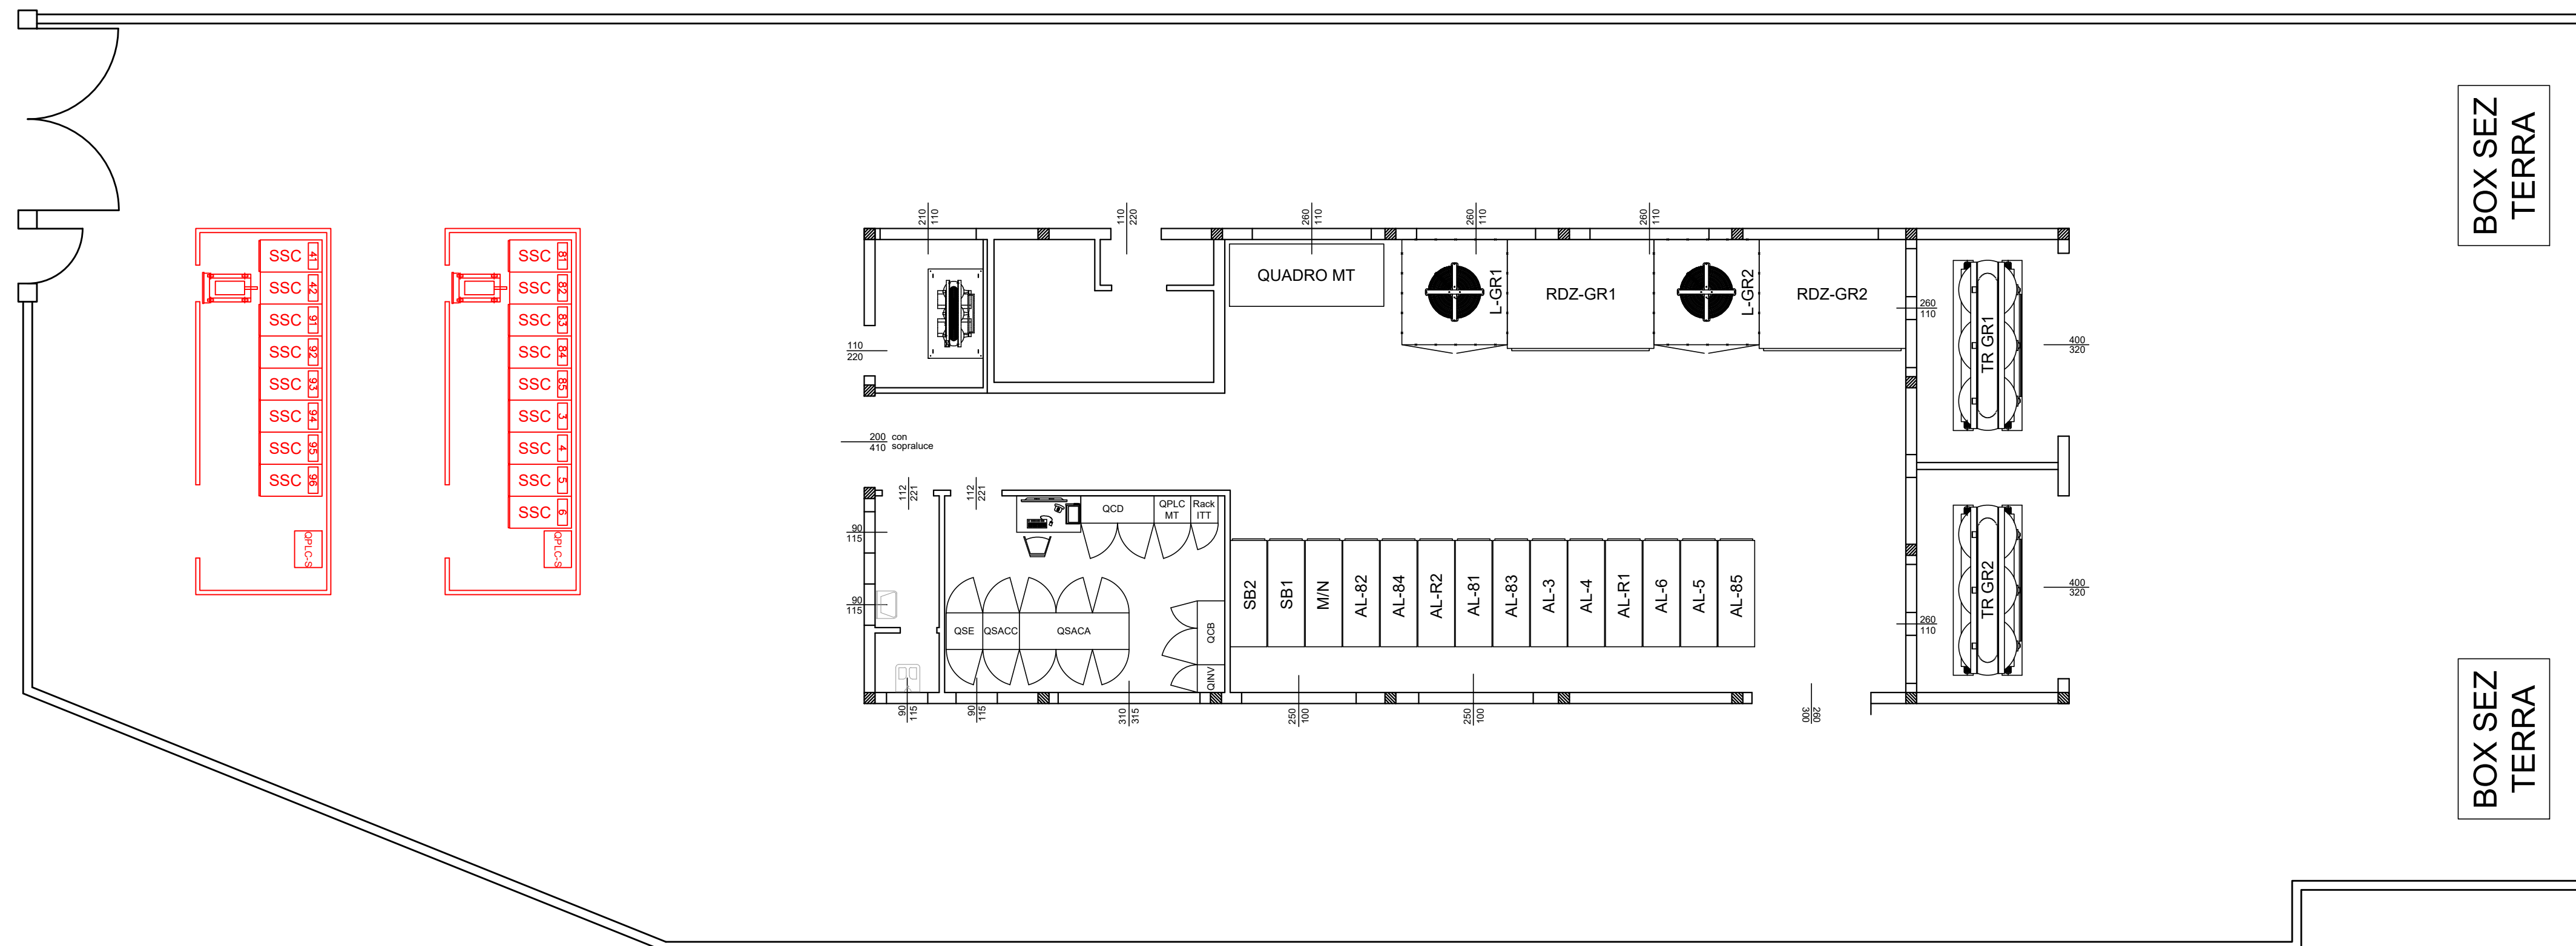 BOX SEZ
TERRA
SSC 41
SSC 42
SSC 91
SSC 92
SSC 93
SSC 94
SSC 95
SSC 96
QPLC-S
SSC 81
SSC 82
SSC 83
SSC 84
SSC 85
SSC 3
SSC 4
SSC 5
SSC 6
QPLC-S
210
110
110
220
260
110
260
110
260
110
QUADRO MT
L-GR1
RDZ-GR1
L-GR2
RDZ-GR2
260
110
TR GR1
400
320
110
220
200 con
410 sopraluce
112
221
112
221
90
115
90
115
QCD
QPLC
MT
Rack
ITT
QSE
QSACC
QSACA
QCB
QINV
SB2
SB1
M/N
AL-82
AL-84
AL-R2
AL-81
AL-83
AL-3
AL-4
AL-R1
AL-6
AL-5
AL-85
260
110
TR GR2
400
320
90
115
90
115
310
315
250
100
250
100
260
300
BOX SEZ
TERRA